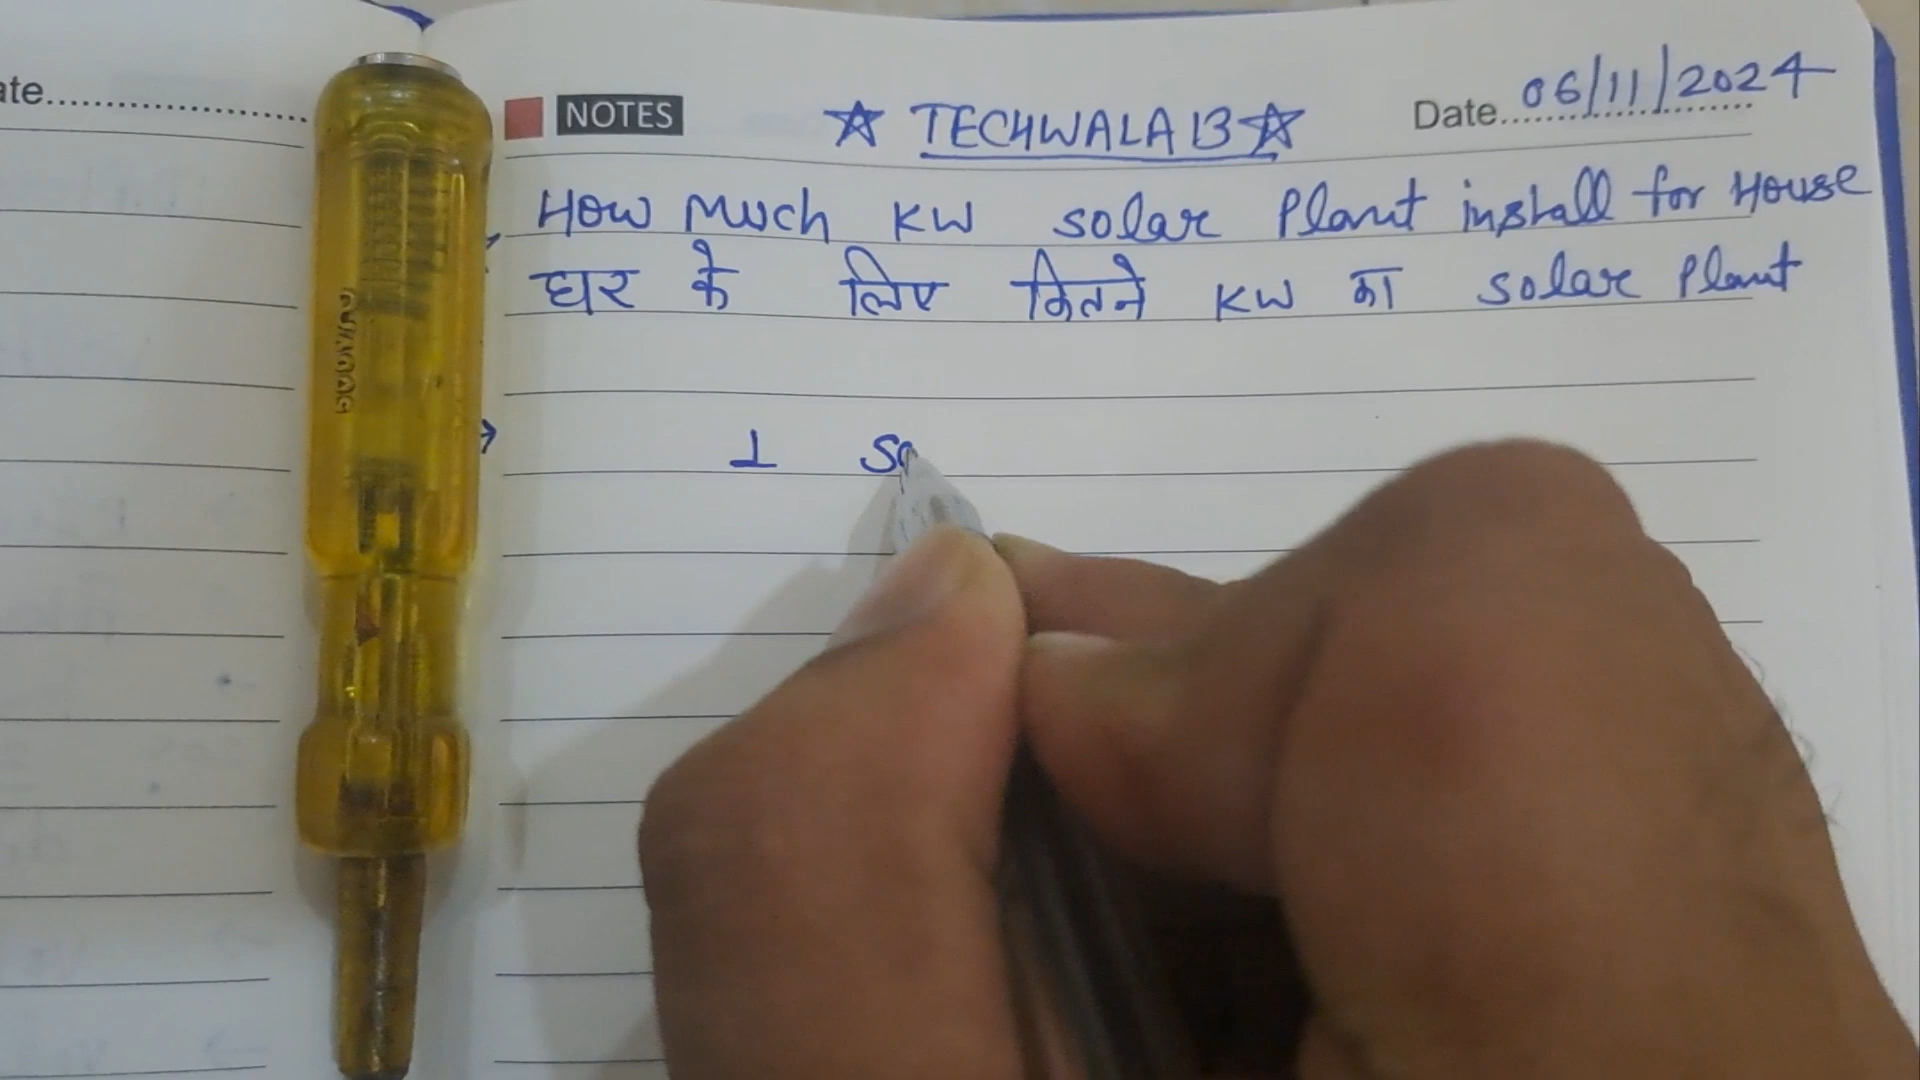 ate
NOTES
☆ TECHWALA13 ☆
Date 06/11/2024
How Much KW solar Plant install for House
घर के लिए कितने KW का solar Plant
→ 1 So